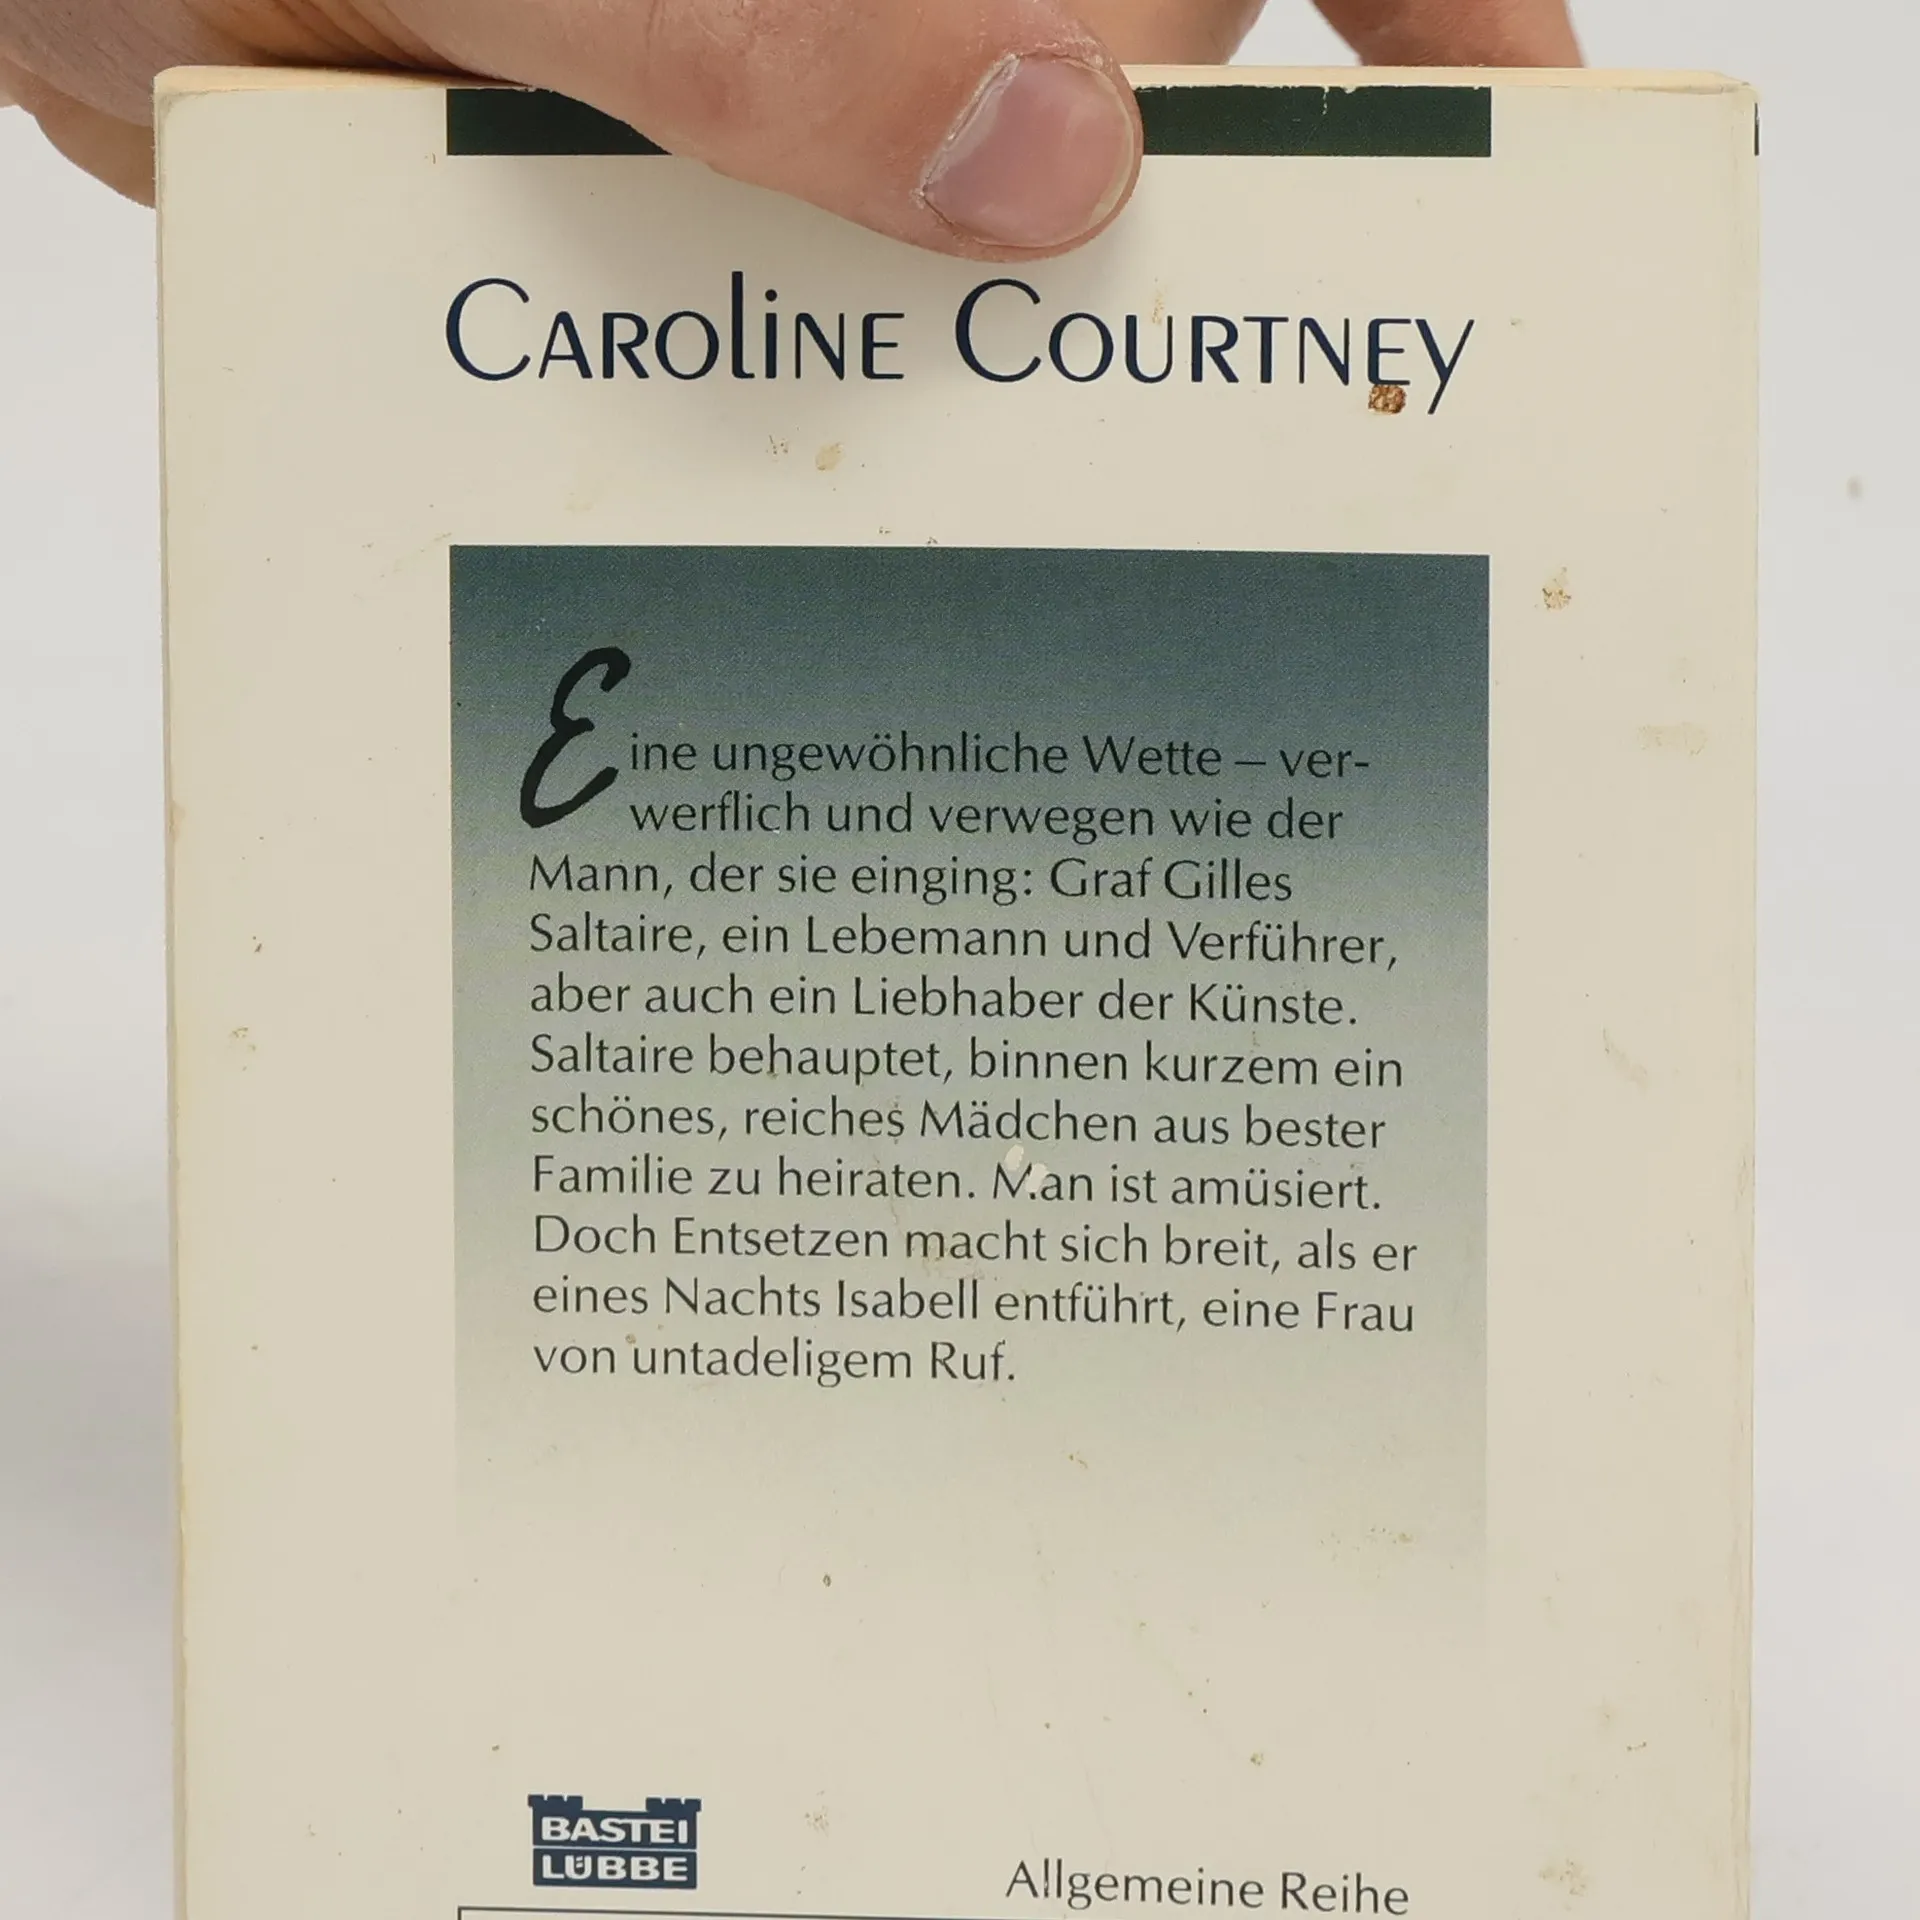 Caroline Courtney
Eine ungewöhnliche Wette – ver-
werflich und verwegen wie der
Mann, der sie einging: Graf Gilles
Saltaire, ein Lebemann und Verführer,
aber auch ein Liebhaber der Künste.
Saltaire behauptet, binnen kurzem ein
schönes, reiches Mädchen aus bester
Familie zu heiraten. Man ist amüsiert.
Doch Entsetzen macht sich breit, als er
eines Nachts Isabell entführt, eine Frau
von untadeligem Ruf.
BASTEI
LÜBBE
Allgemeine Reihe